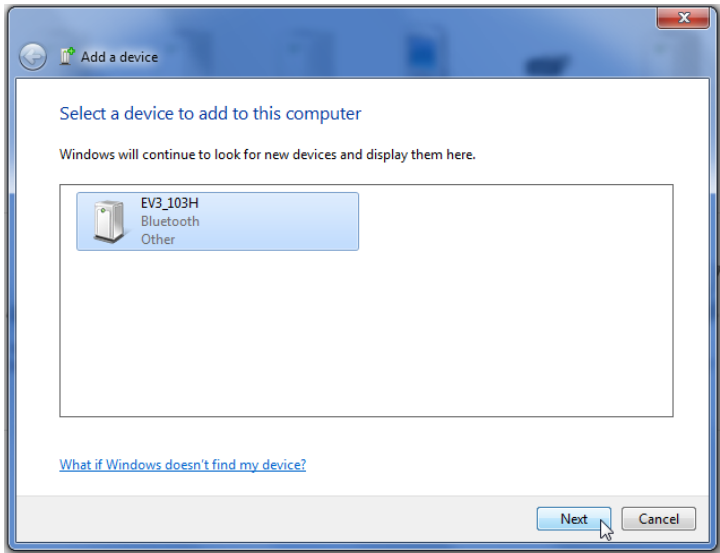 Add a device
Select a device to add to this computer
Windows will continue to look for new devices and display them here.
EV3_103H
Bluetooth
Other
What if Windows doesn't find my device?
Next
Cancel